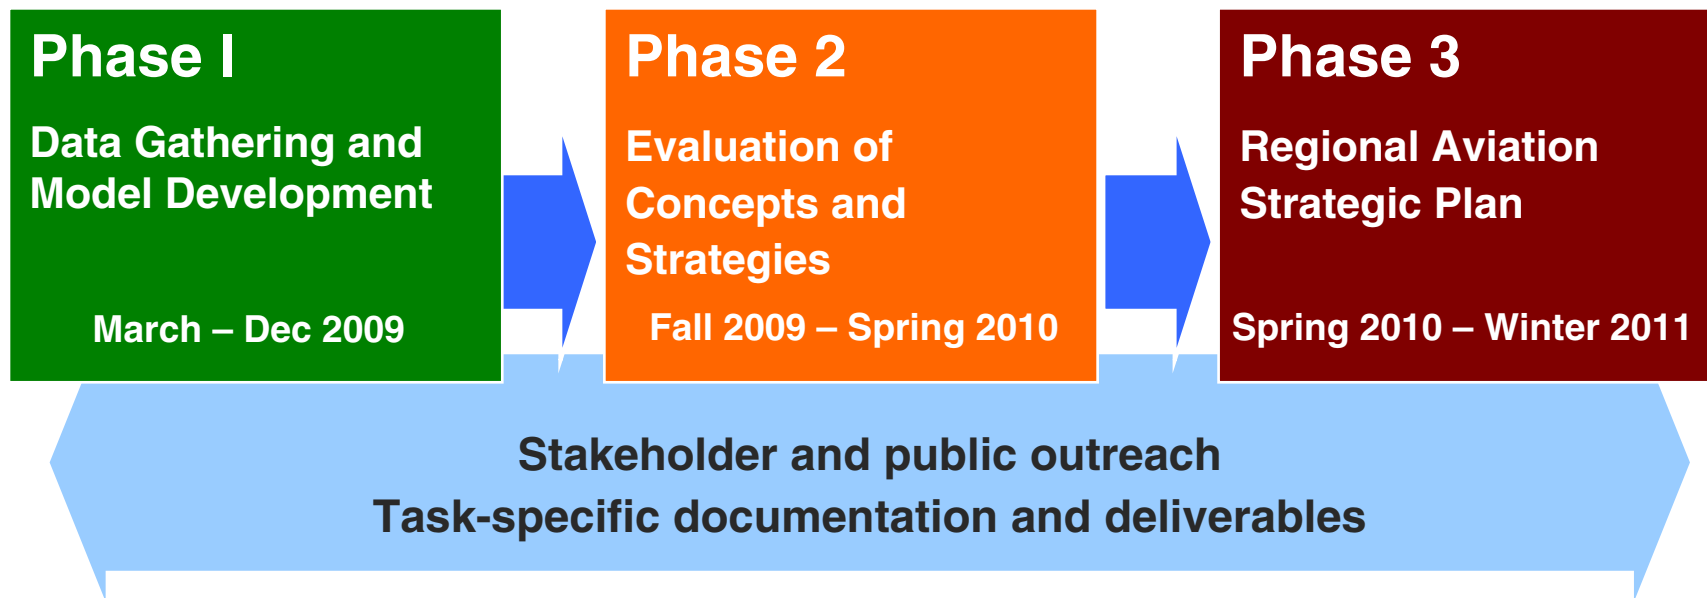 Phase I
Data Gathering and
Model Development
March – Dec 2009
Phase 2
Evaluation of
Concepts and
Strategies
Fall 2009 – Spring 2010
Phase 3
Regional Aviation
Strategic Plan
Spring 2010 – Winter 2011
Stakeholder and public outreach
Task-specific documentation and deliverables